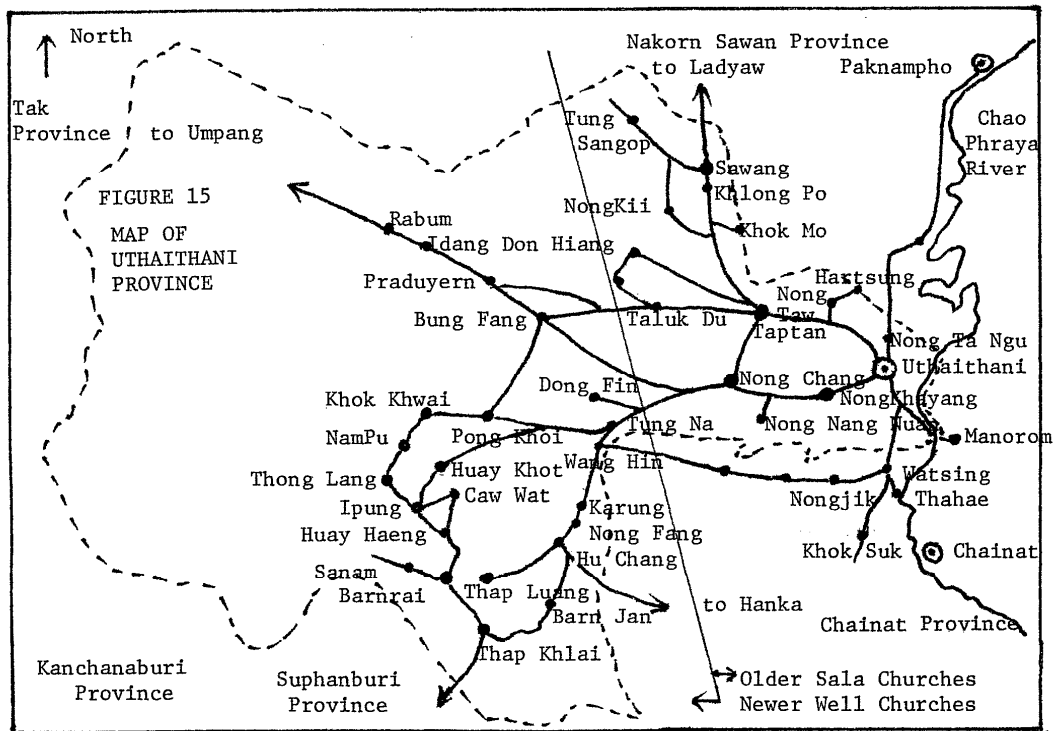 North
Nakorn Sawan Province
to Ladyaw
Paknampho
Tak
Province to Umpang
Chao
Phraya
River
Tung
Sangop
Sawang
Khlong Po
FIGURE 15
NongKii
MAP OF
UTHAITHANI
PROVINCE
Rabum
Khok Mo
Idang Don Hiang
Praduyern
Hartsung
Nong
Taw
Bung Fang
Taluk Du
Taptan
Nong Ta Ngu
Uthaithani
Dong Fin
Nong Chang
NongKhayang
Khok Khwai
Pong Khoi
Tung Na
Nong Nang Nuan
NamPu
Manorom
Wang Hin
Thong Lang
Huay Khot
Caw Wat
Watsing
Nongjik
Thahae
Ipung
Karung
Huay Haeng
Nong Fang
Hu Chang
Khok Suk
Chainat
Sanam
Barnrai
Thap Luang
Barn Jan
to Hanka
Chainat Province
Thap Khlai
Kanchanaburi
Province
Suphanburi
Province
Older Sala Churches
Newer Well Churches